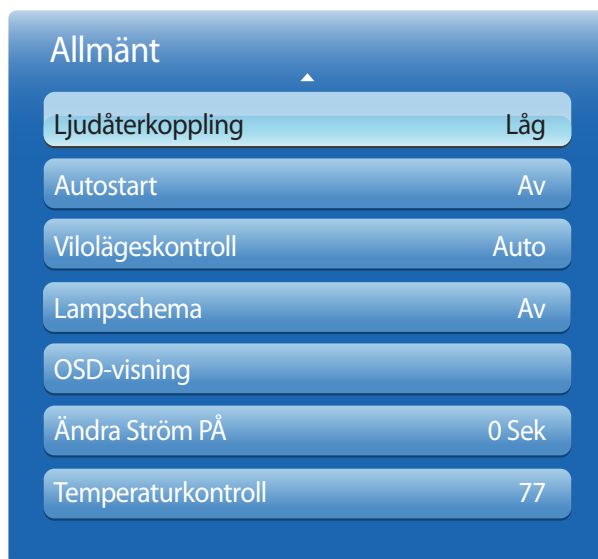 Allmänt
Ljudåterkoppling Låg
Autostart Av
Vilolägeskontroll Auto
Lampschema Av
OSD-visning
Ändra Ström PÅ 0 Sek
Temperaturkontroll 77